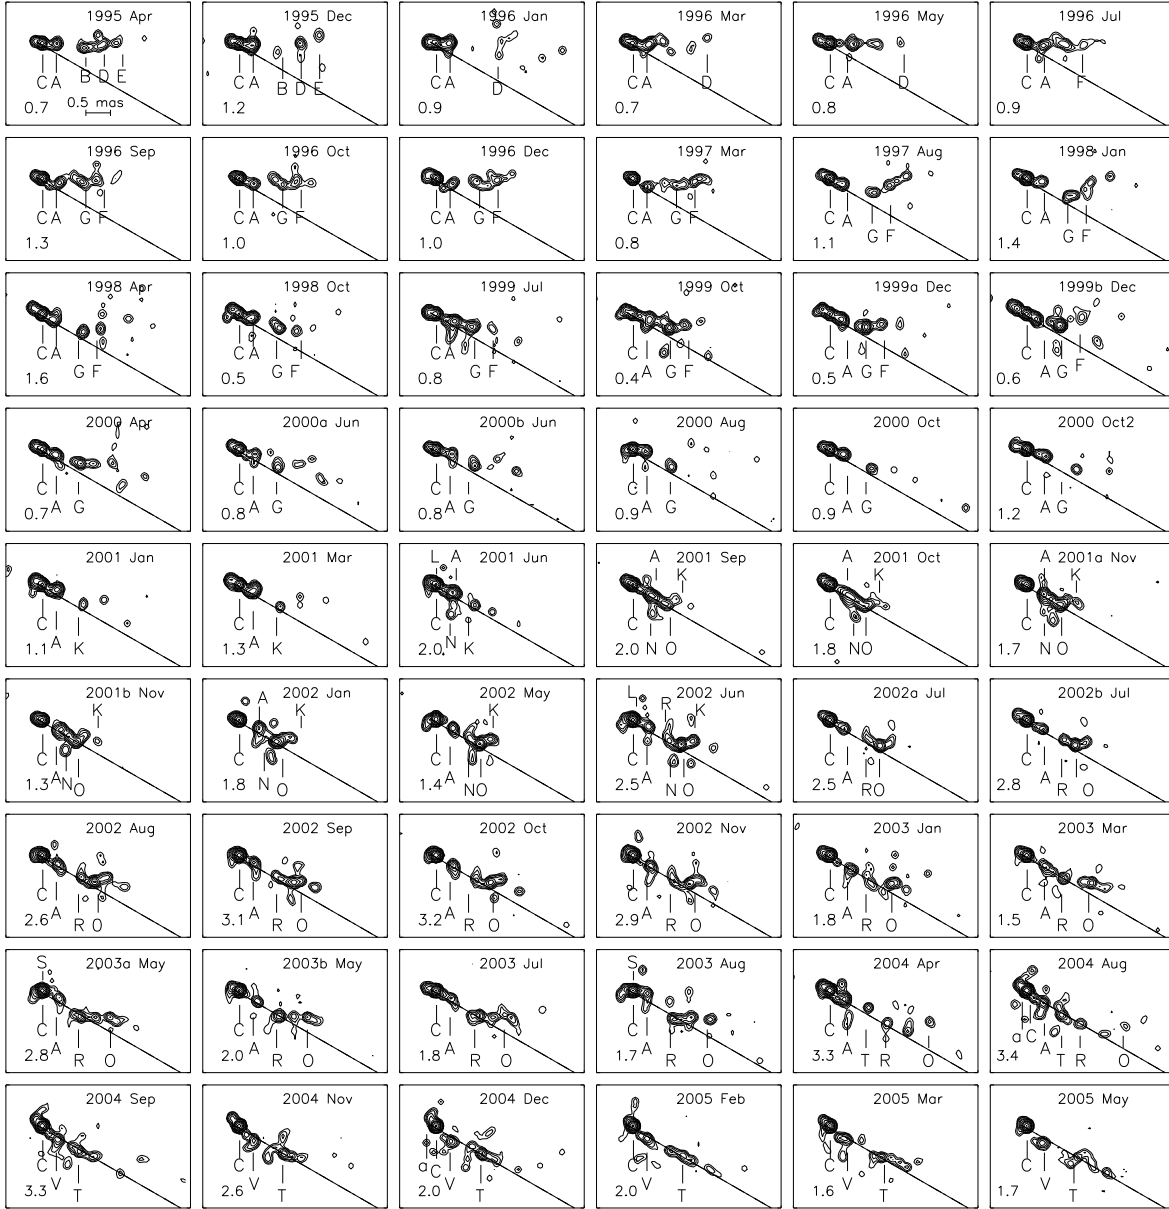 1995 Apr
C A B D E
0.7 0.5 mas
1995 Dec
C A B D E
1.2
1996 Jan
C A D
0.9
1996 Mar
C A D
0.7
1996 May
C A D
0.8
1996 Jul
C A F
0.9
1996 Sep
C A G F
1.3
1996 Oct
C A G F
1.0
1996 Dec
C A G F
1.0
1997 Mar
C A G F
0.8
1997 Aug
C A G F
1.1
1998 Jan
C A G F
1.4
1998 Apr
C A G F
1.6
1998 Oct
C A G F
0.5
1999 Jul
C A G F
0.8
1999 Oct
C A G F
0.4
1999a Dec
C A G F
0.5
1999b Dec
C A G F
0.6
2000 Apr
C A G
0.7
2000a Jun
C A G
0.8
2000b Jun
C A G
0.8
2000 Aug
C A G
0.9
2000 Oct
C A G
0.9
2000 Oct2
C A G
1.2
2001 Jan
C A K
1.1
2001 Mar
C A K
1.3
L A 2001 Jun
C N K
2.0
2001 Sep
A K
C N O
2.0
2001 Oct
A K
C N O
1.8
2001a Nov
A K
C N O
1.7
2001b Nov
K
C A N O
1.3
2002 Jan
A K
C N O
1.8
2002 May
K
C A N O
1.4
L R 2002 Jun
K
C A N O
2.5
2002a Jul
C A R O
2.5
2002b Jul
C A R O
2.8
2002 Aug
C A R O
2.6
2002 Sep
C A R O
3.1
2002 Oct
C A R O
3.2
2002 Nov
C A R O
2.9
2003 Jan
C A R O
1.8
2003 Mar
C A R O
1.5
S 2003a May
C A R O
2.8
2003b May
C A R O
2.0
2003 Jul
C A R O
1.8
S 2003 Aug
C A R O
1.7
2004 Apr
C A T R O
3.3
2004 Aug
a C A T R O
3.4
2004 Sep
C V T
3.3
2004 Nov
C V T
2.6
2004 Dec
a C V T
2.0
2005 Feb
C V T
2.0
2005 Mar
C V T
1.6
2005 May
C V T
1.7